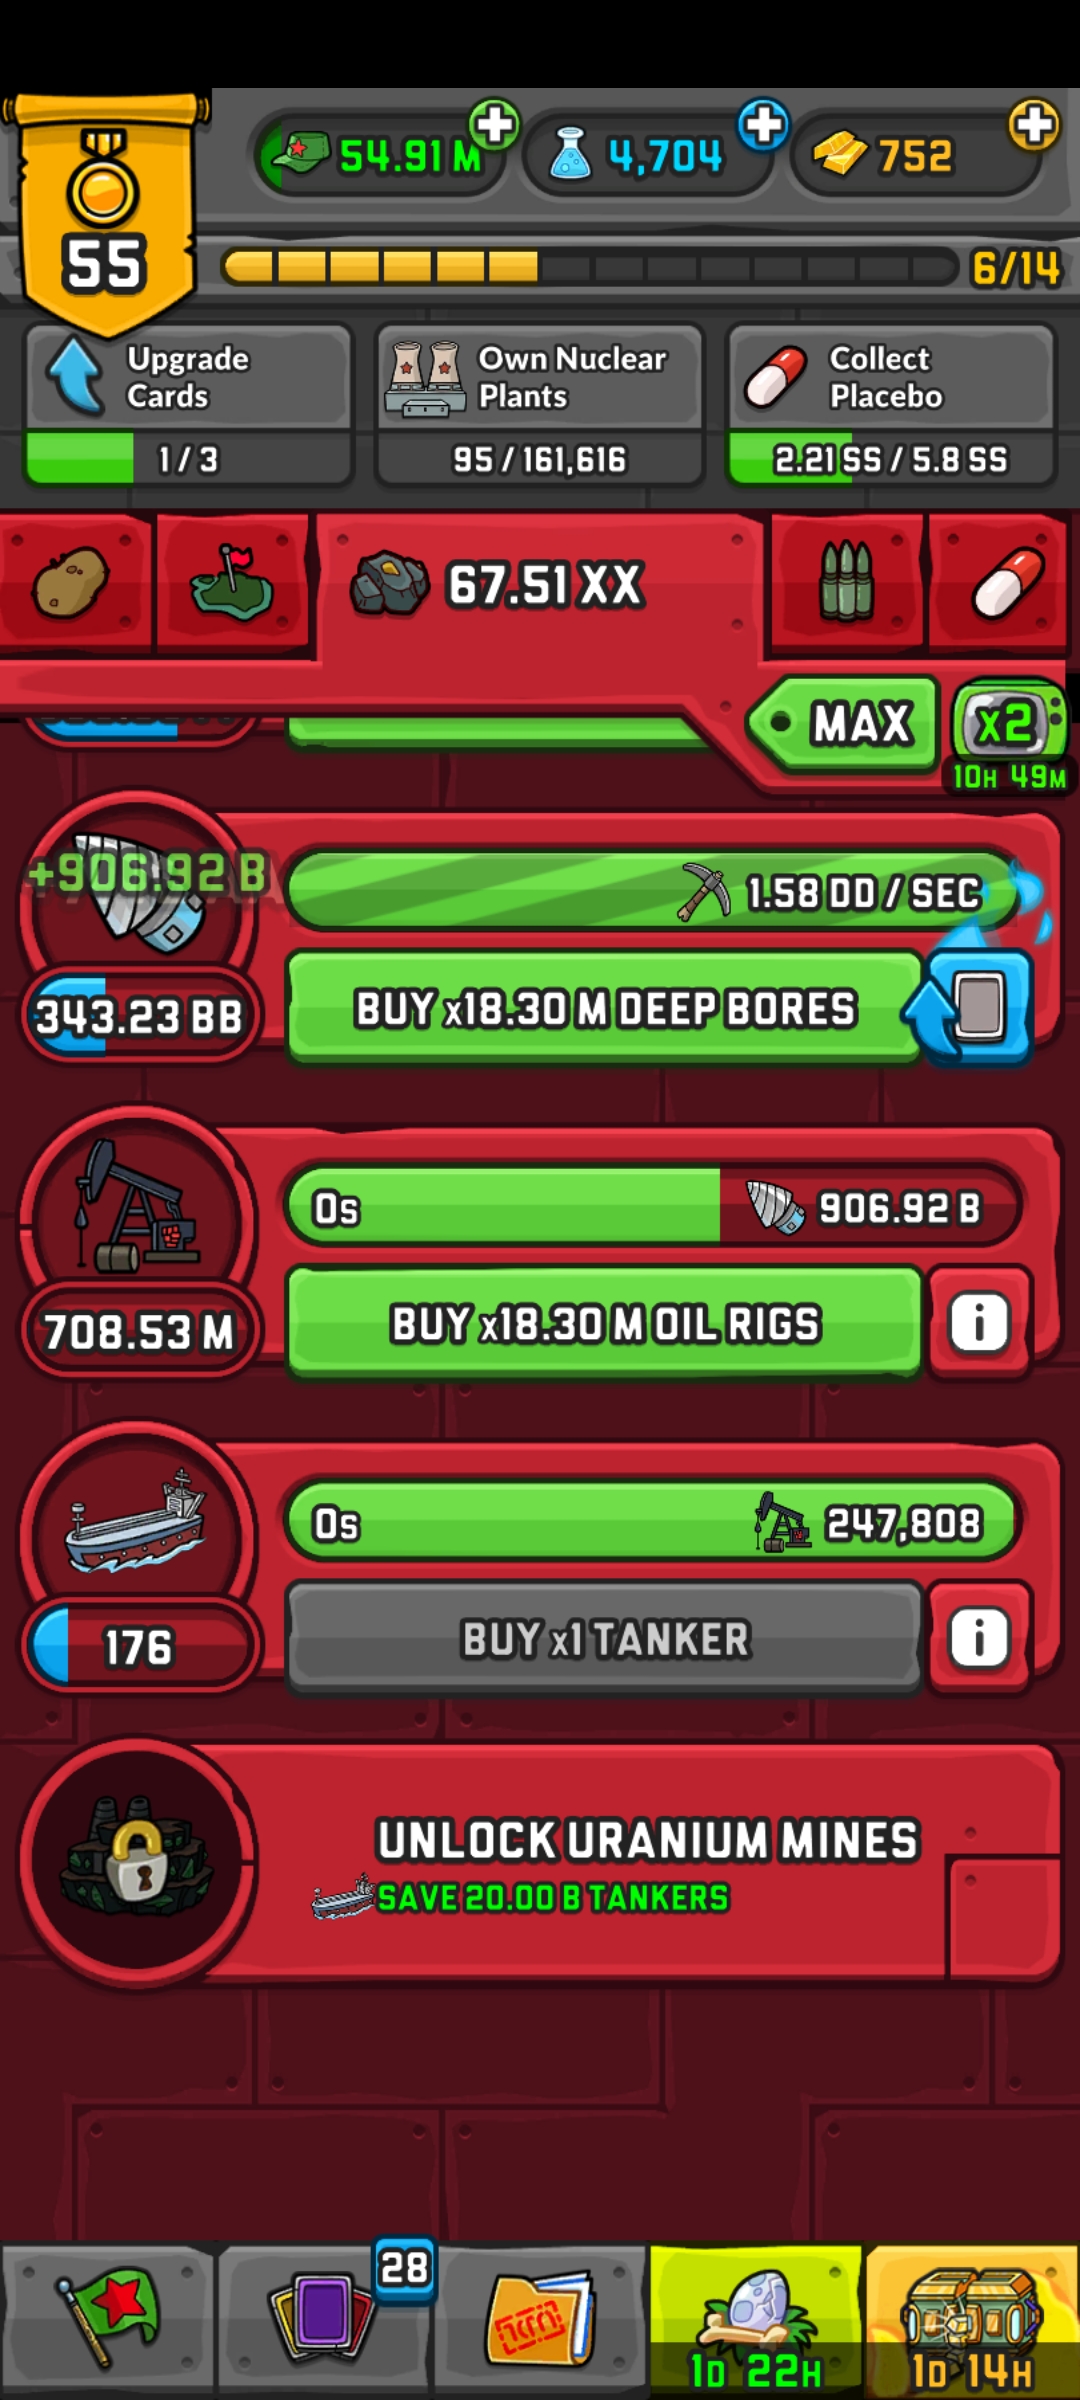 54.91 M
4,704
752
55
6/14
Upgrade
Cards
1 / 3
Own Nuclear
Plants
95 / 161,616
Collect
Placebo
2.21 SS / 5.8 SS
67.51 XX
MAX
x2
10H 49M
+906.92 B
1.58 DD / SEC
343.23 BB
BUY x18.30 M DEEP BORES
0s
906.92 B
708.53 M
BUY x18.30 M OIL RIGS
i
0s
247,808
176
BUY x1 TANKER
i
UNLOCK URANIUM MINES
SAVE 20.00 B TANKERS
28
1D 22H
1D 14H